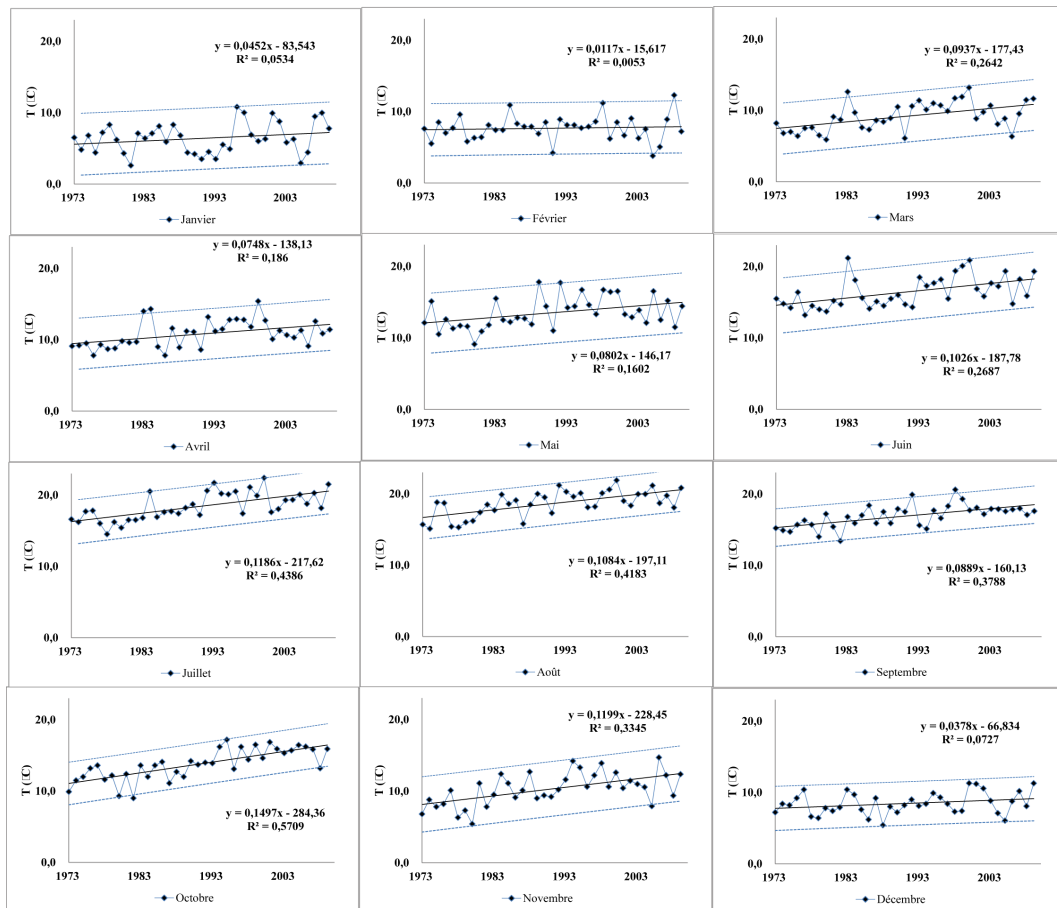 20,0
10,0
0,0
T (□C)
y = 0,0452x - 83,543
R² = 0,0534
1973 1983 1993 2003
Janvier
20,0
10,0
0,0
T (□C)
y = 0,0117x - 15,617
R² = 0,0053
1973 1983 1993 2003
Février
20,0
10,0
0,0
T (□C)
y = 0,0937x - 177,43
R² = 0,2642
1973 1983 1993 2003
Mars
20,0
10,0
0,0
T (□C)
y = 0,0748x - 138,13
R² = 0,186
1973 1983 1993 2003
Avril
20,0
10,0
0,0
T (□C)
y = 0,0802x - 146,17
R² = 0,1602
1973 1983 1993 2003
Mai
20,0
10,0
0,0
T (□C)
y = 0,1026x - 187,78
R² = 0,2687
1973 1983 1993 2003
Juin
20,0
10,0
0,0
T (□C)
y = 0,1186x - 217,62
R² = 0,4386
1973 1983 1993 2003
Juillet
20,0
10,0
0,0
T (□C)
y = 0,1084x - 197,11
R² = 0,4183
1973 1983 1993 2003
Août
20,0
10,0
0,0
T (□C)
y = 0,0889x - 160,13
R² = 0,3788
1973 1983 1993 2003
Septembre
20,0
10,0
0,0
T (□C)
y = 0,1497x - 284,36
R² = 0,5709
1973 1983 1993 2003
Octobre
20,0
10,0
0,0
T (□C)
y = 0,1199x - 228,45
R² = 0,3345
1973 1983 1993 2003
Novembre
20,0
10,0
0,0
T (□C)
y = 0,0378x - 66,834
R² = 0,0727
1973 1983 1993 2003
Décembre